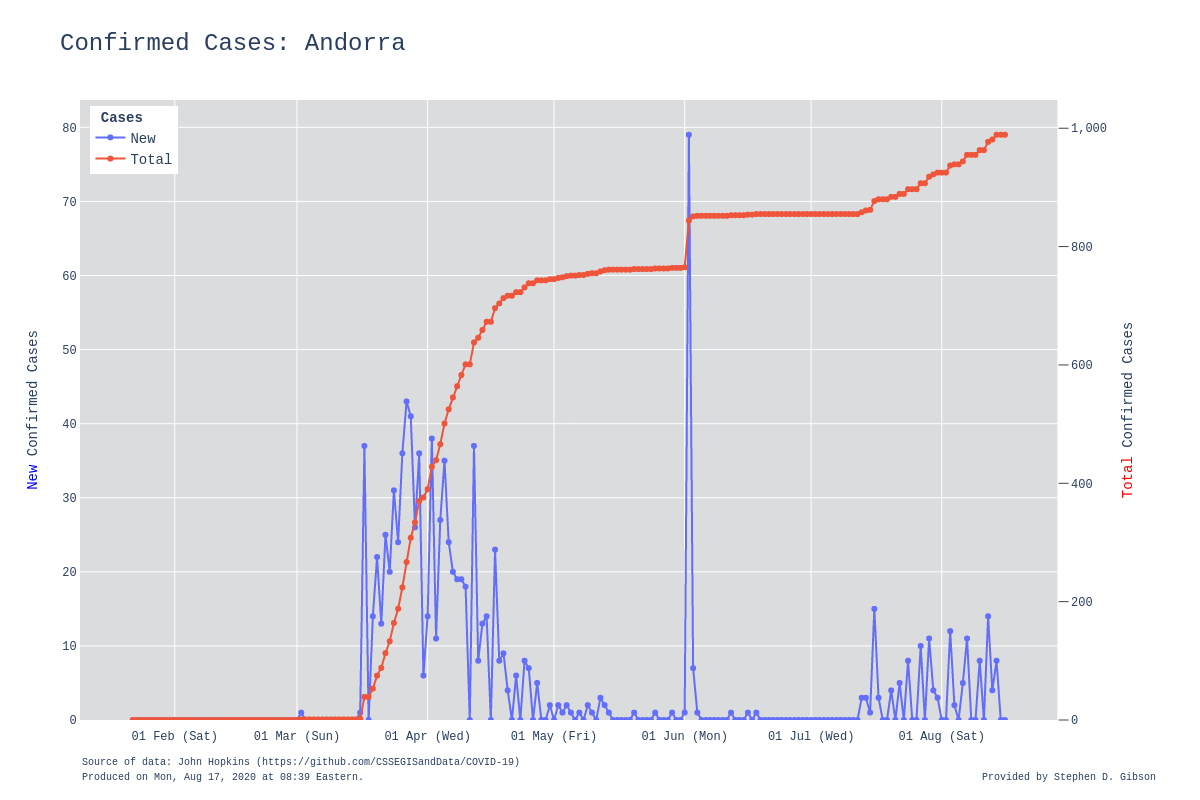 Confirmed Cases: Andorra
Cases
New
Total
80
70
60
50
40
30
20
10
0
1,000
800
600
400
200
0
New Confirmed Cases
Total Confirmed Cases
01 Feb (Sat)
01 Mar (Sun)
01 Apr (Wed)
01 May (Fri)
01 Jun (Mon)
01 Jul (Wed)
01 Aug (Sat)
Source of data: John Hopkins (https://github.com/CSSEGISandData/COVID-19)
Produced on Mon, Aug 17, 2020 at 08:39 Eastern.
Provided by Stephen D. Gibson